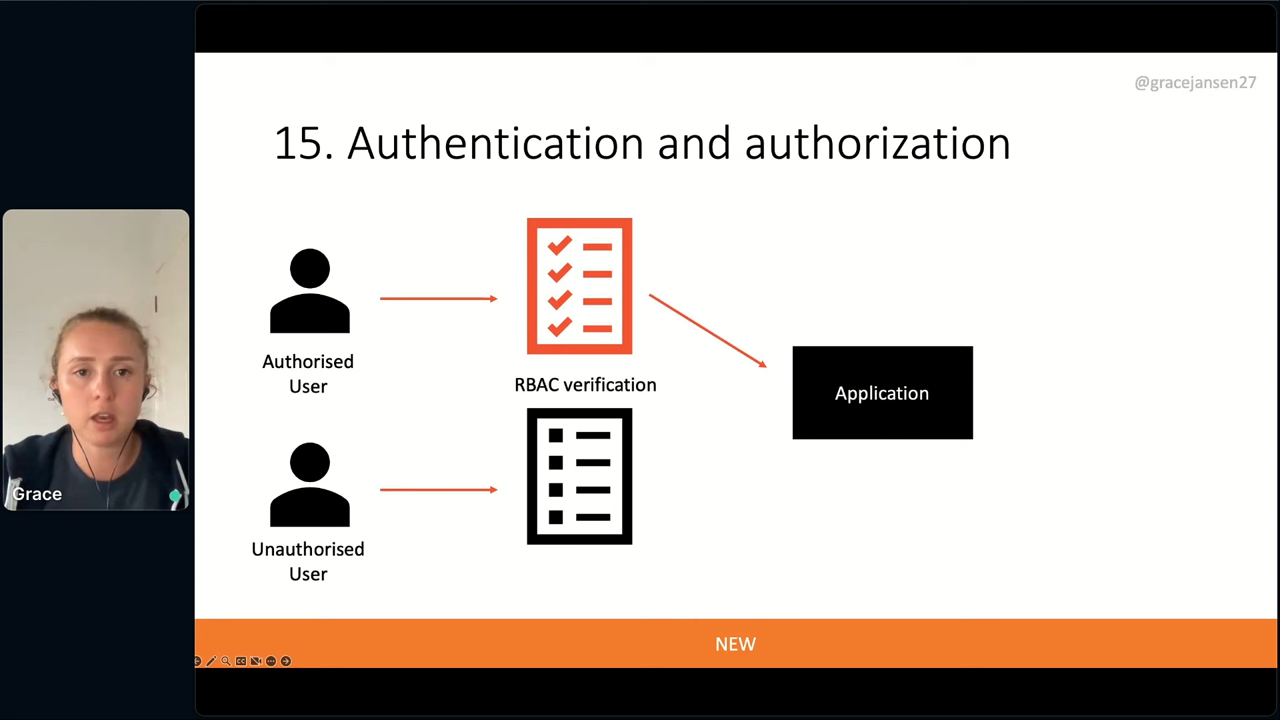 @gracejansen27
15. Authentication and authorization
Authorised
User
RBAC verification
Application
Unauthorised
User
Grace
NEW